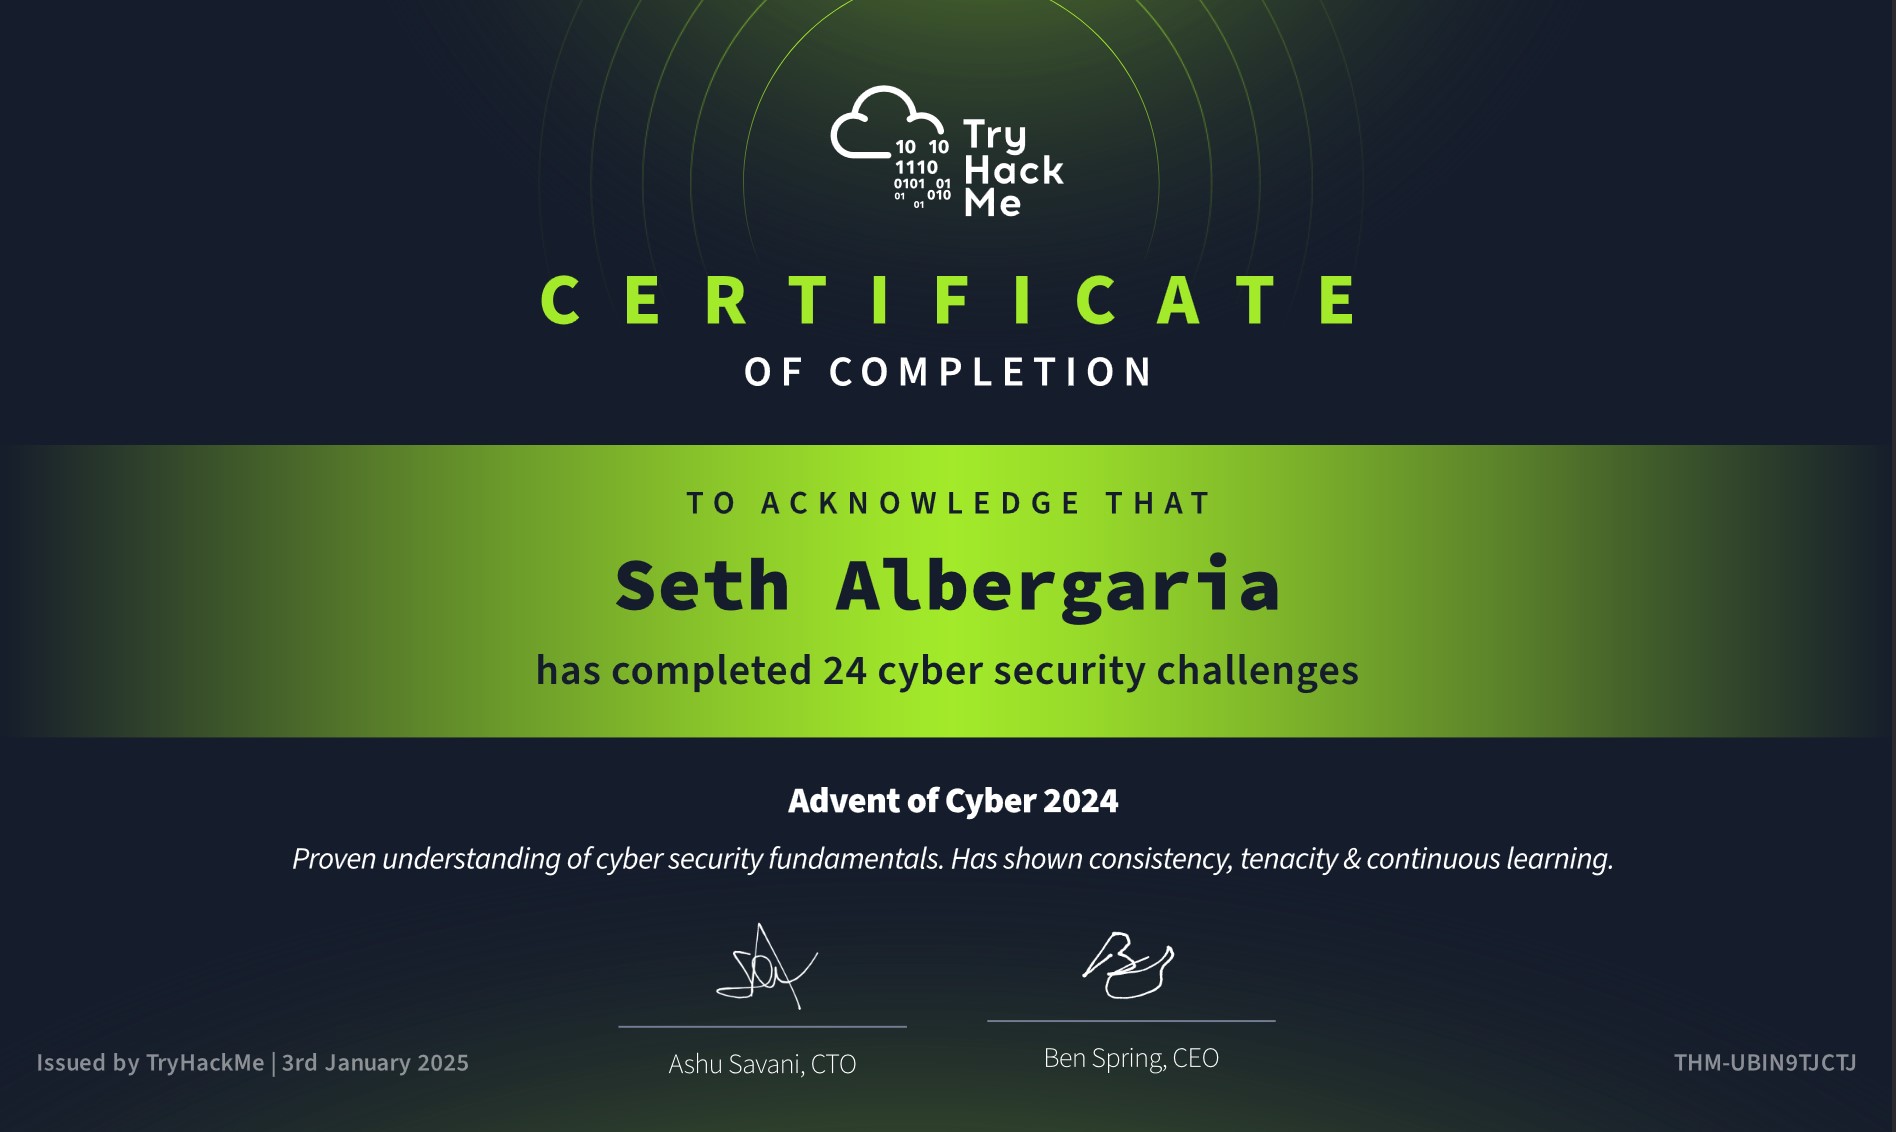 10 10
1110
0101 01
01 010
01
Try
Hack
Me
CERTIFICATE
OF COMPLETION
TO ACKNOWLEDGE THAT
Seth Albergaria
has completed 24 cyber security challenges
Advent of Cyber 2024
Proven understanding of cyber security fundamentals. Has shown consistency, tenacity & continuous learning.
Ashu Savani, CTO
Ben Spring, CEO
Issued by TryHackMe | 3rd January 2025
THM-UBIN9TJCTJ